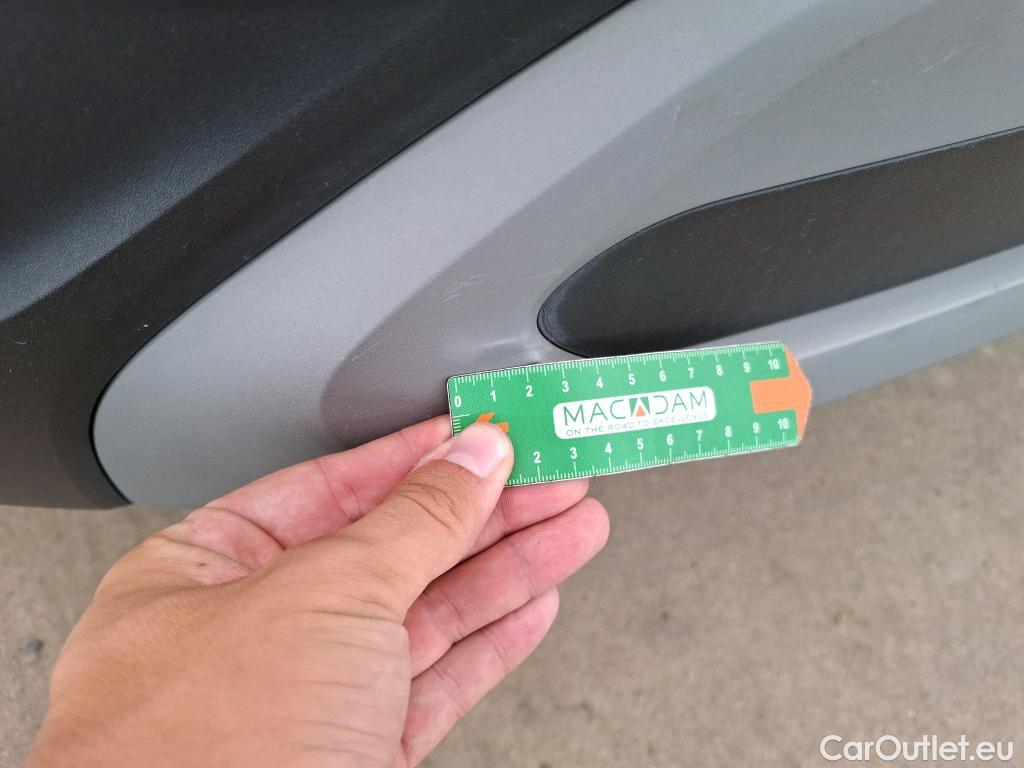 0 1 2 3 4 5 6 7 8 9 10
MACADAM
ON THE ROAD TO EXCELLENCE
2 3 4 5 6 7 8 9 10
CarOutlet.eu